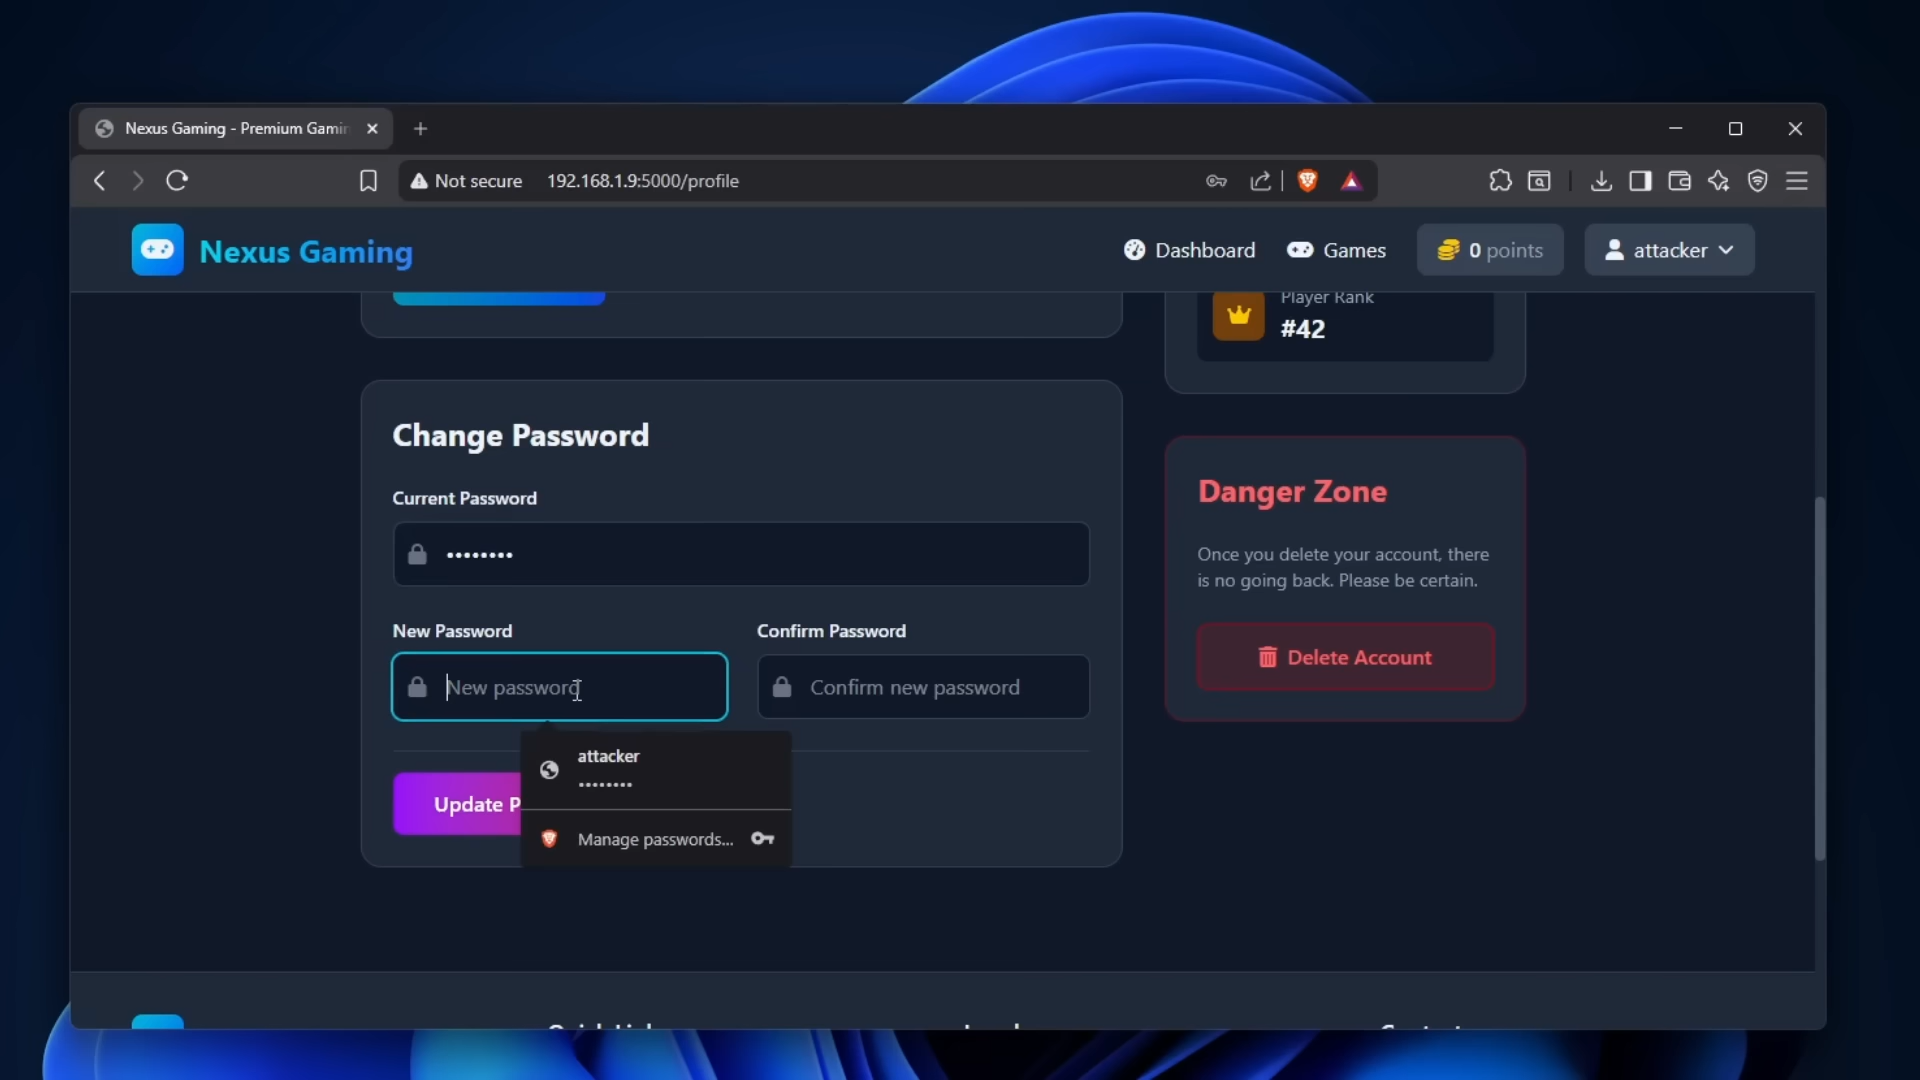 Nexus Gaming - Premium Gamin
Not secure 192.168.1.9:5000/profile
Nexus Gaming
Dashboard
Games
0 points
attacker
Player Rank
#42
Change Password
Current Password
••••••••
New Password
Confirm Password
New password
Confirm new password
attacker
••••••••
Manage passwords...
Update P
Danger Zone
Once you delete your account, there
is no going back. Please be certain.
Delete Account